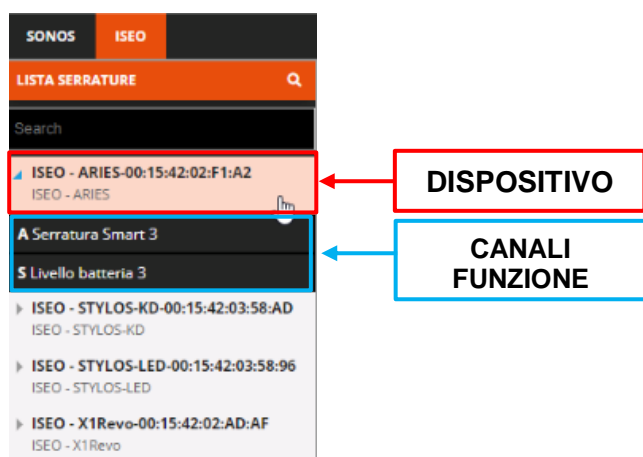 SONOS ISEO
LISTA SERRATURE
Search
ISEO - ARIES-00:15:42:02:F1:A2
ISEO - ARIES
A Serratura Smart 3
S Livello batteria 3
ISEO - STYLOS-KD-00:15:42:03:58:AD
ISEO - STYLOS-KD
ISEO - STYLOS-LED-00:15:42:03:58:96
ISEO - STYLOS-LED
ISEO - X1Revo-00:15:42:02:AD:AF
ISEO - X1Revo
DISPOSITIVO
CANALI
FUNZIONE